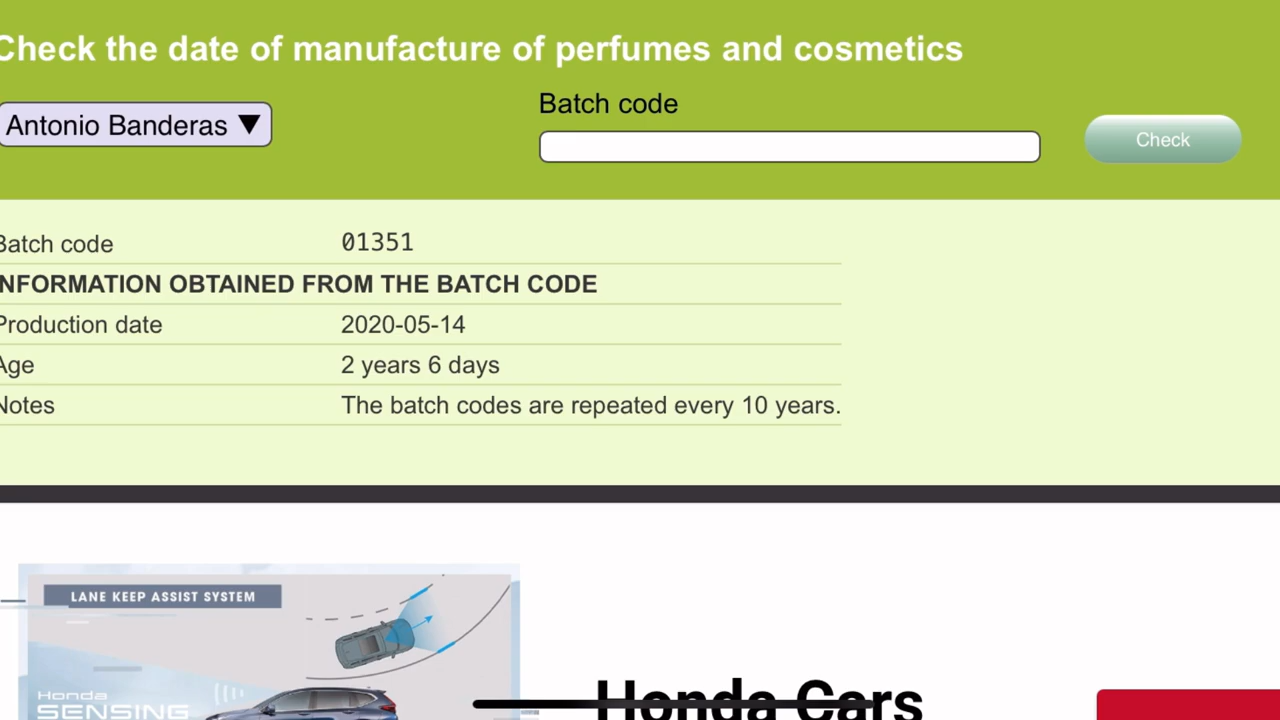 Check the date of manufacture of perfumes and cosmetics
Antonio Banderas ▼
Batch code
Check
Batch code 01351
INFORMATION OBTAINED FROM THE BATCH CODE
Production date 2020-05-14
Age 2 years 6 days
Notes The batch codes are repeated every 10 years.
LANE KEEP ASSIST SYSTEM
Honda
SENSING
Honda Cars